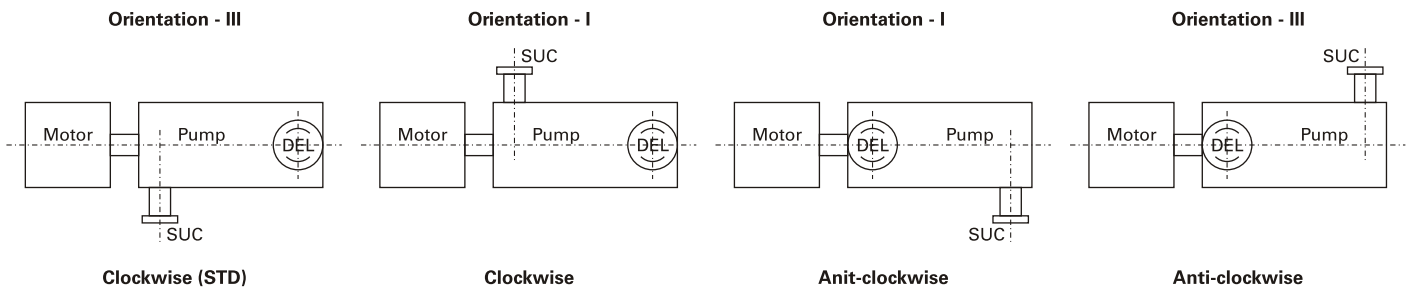 Orientation - III
Orientation - I
Orientation - I
Orientation - III
SUC
SUC
Motor
Pump
DEL
Motor
Pump
DEL
Motor
DEL
Pump
Motor
DEL
Pump
SUC
SUC
Clockwise (STD)
Clockwise
Anit-clockwise
Anti-clockwise